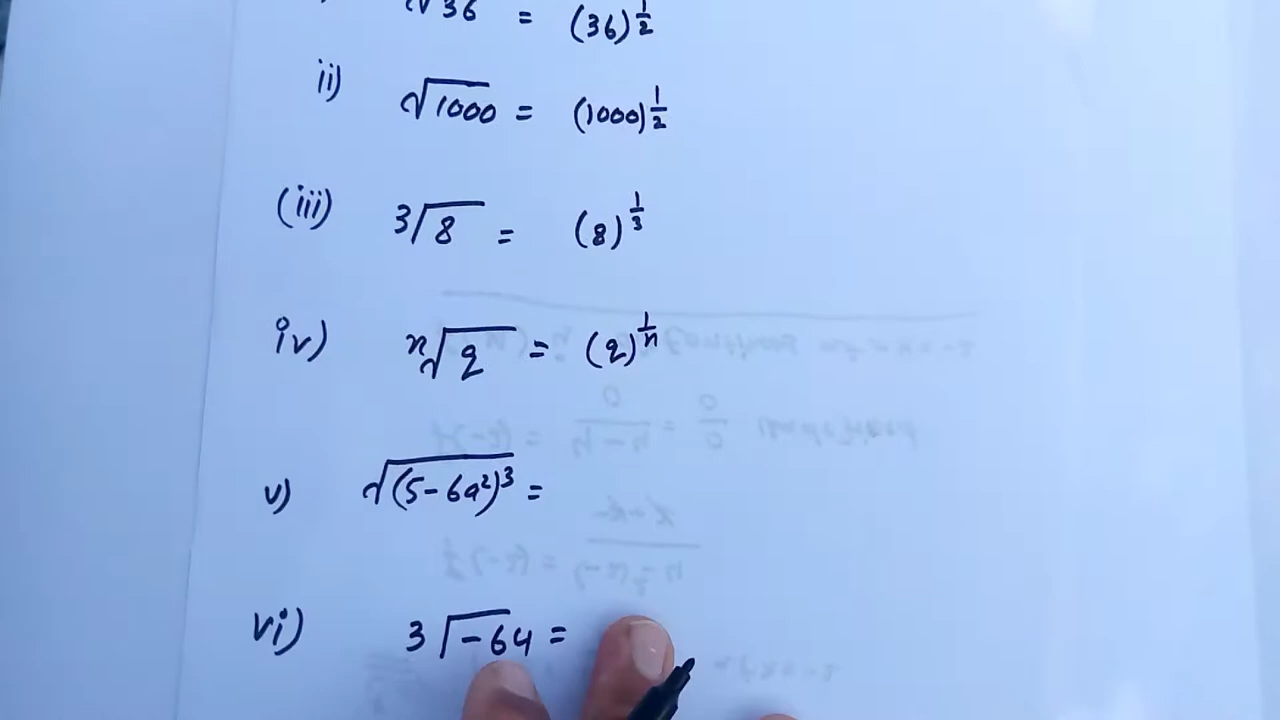 √36 = (36)^1/2
ii) √1000 = (1000)^1/2
(iii) 3√8 = (8)^1/3
iv) n√2 = (2)^1/n
v) √(5-6a²)³ =
vi) 3√-64 =